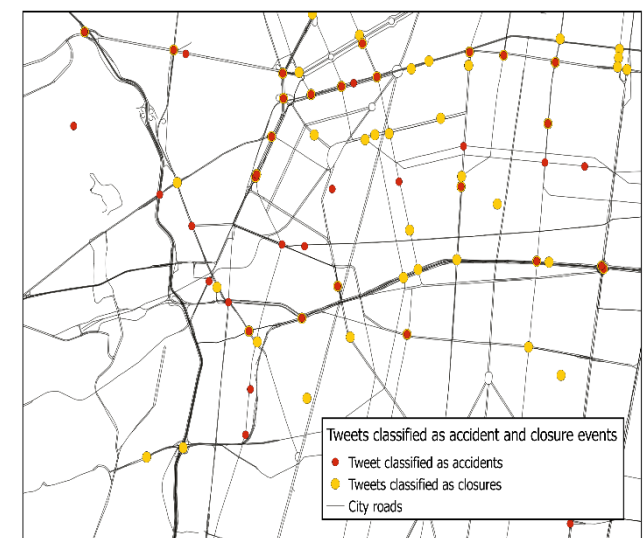 Tweets classified as accident and closure events
Tweet classified as accidents
Tweets classified as closures
City roads